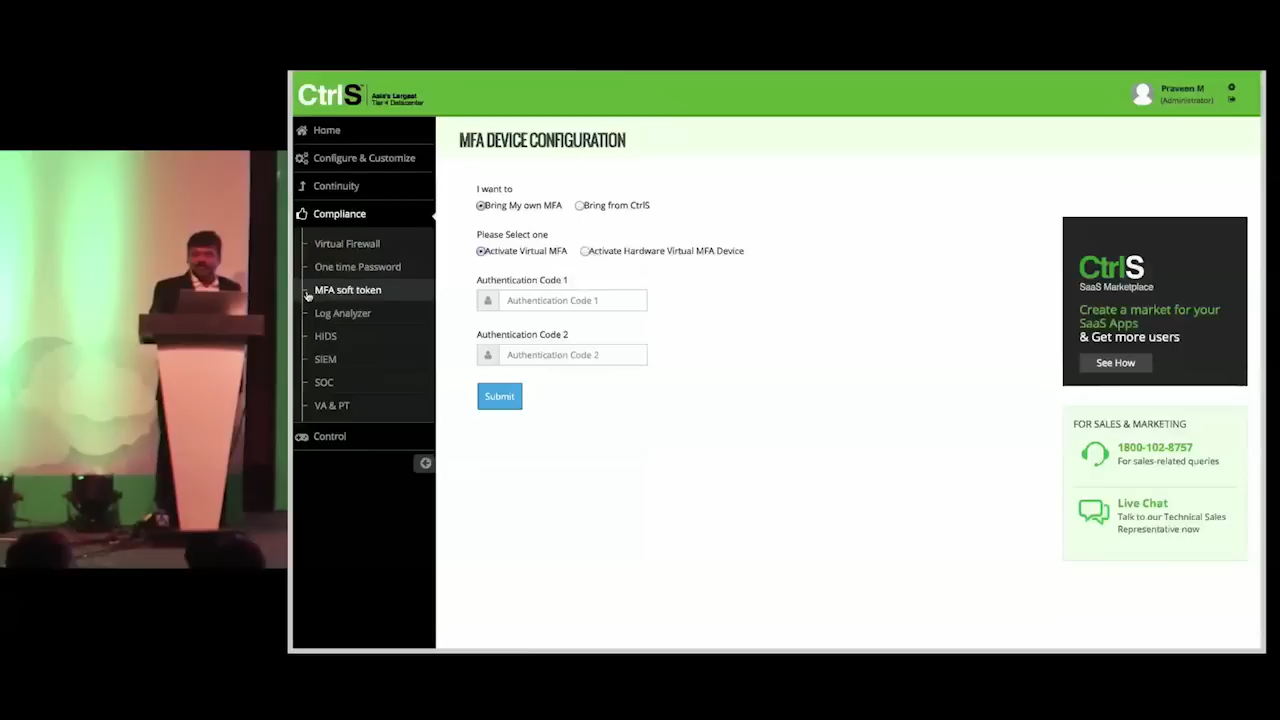 CtrlS
Asia's Largest
Tier 4 Datacenter
Praveen M
(Administrator)
Home
Configure & Customize
Continuity
Compliance
Virtual Firewall
One time Password
MFA soft token
Log Analyzer
HIDS
SIEM
SOC
VA & PT
Control
MFA DEVICE CONFIGURATION
I want to
Bring My own MFA Bring from CtrlS
Please Select one
Activate Virtual MFA Activate Hardware Virtual MFA Device
Authentication Code 1
Authentication Code 1
Authentication Code 2
Authentication Code 2
Submit
CtrlS
SaaS Marketplace
Create a market for your
SaaS Apps
& Get more users
See How
FOR SALES & MARKETING
1800-102-8757
For sales-related queries
Live Chat
Talk to our Technical Sales
Representative now